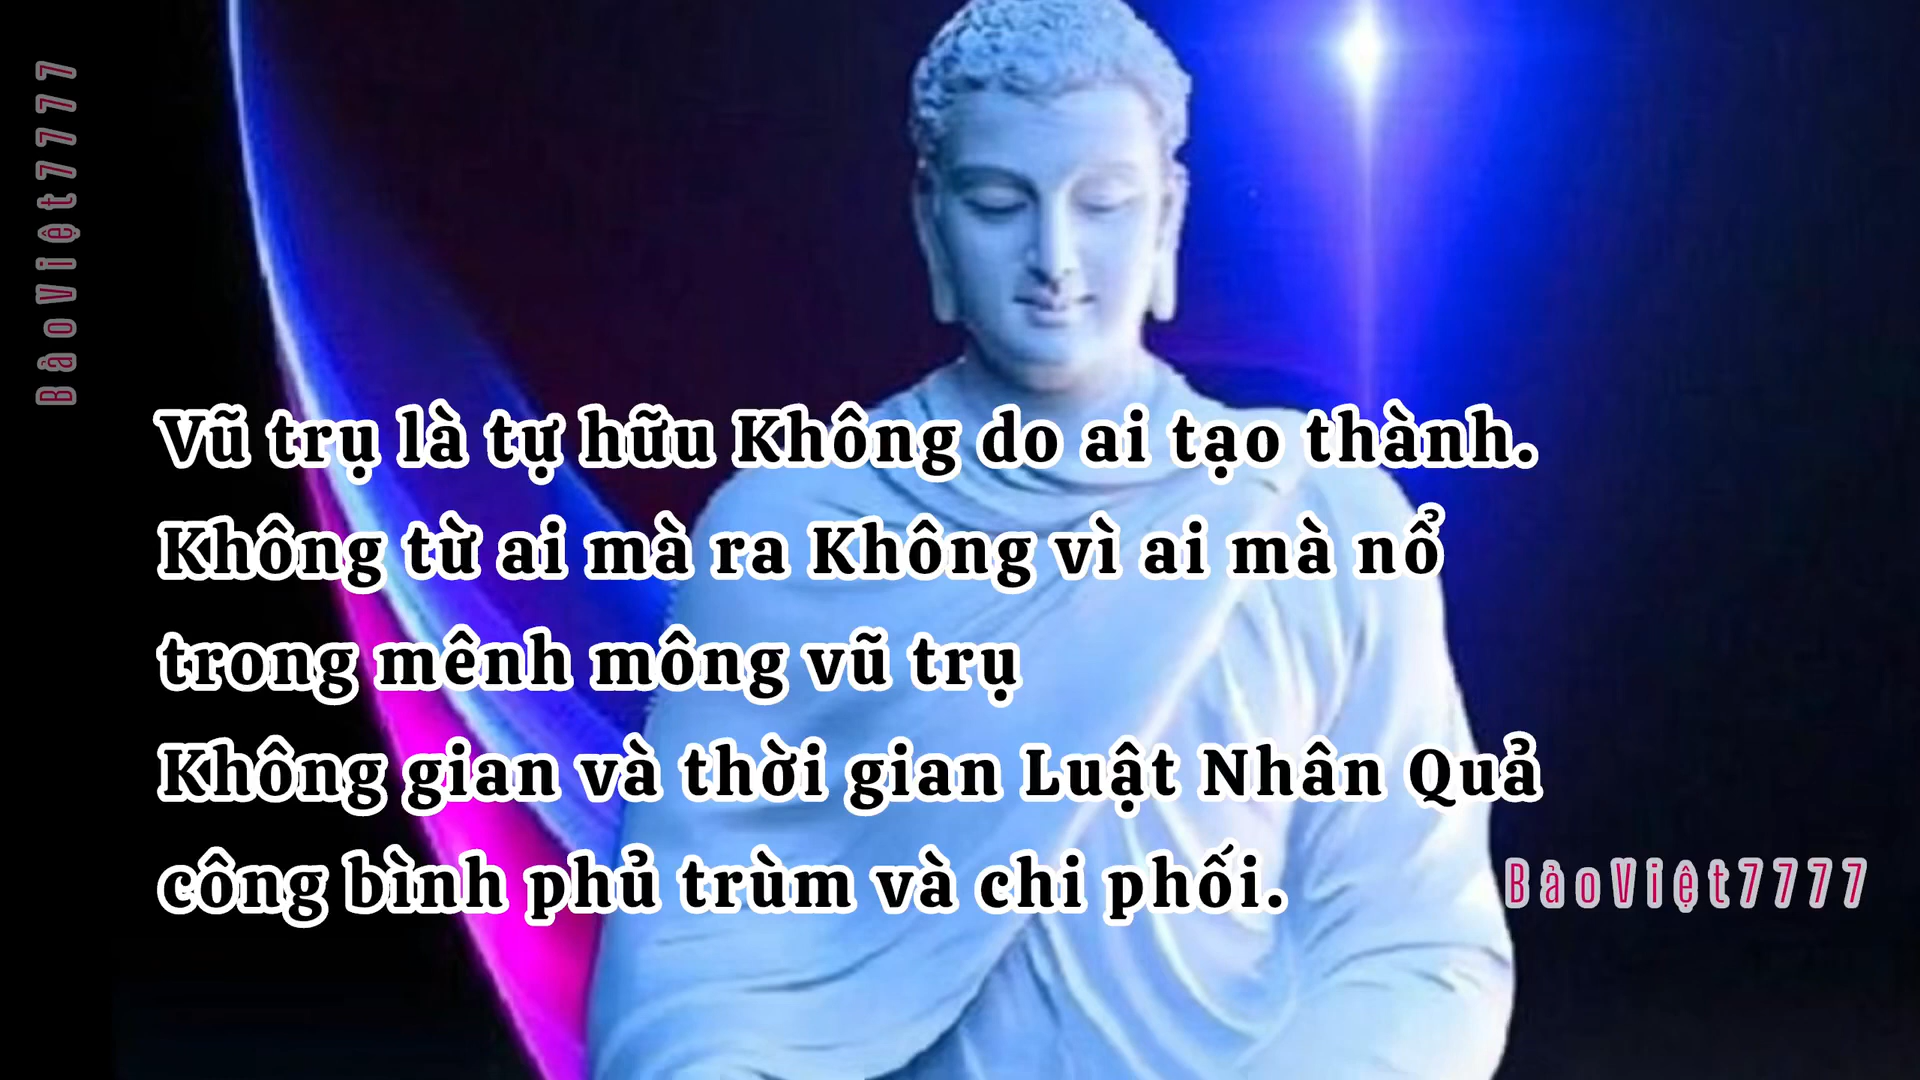 BảoViệt7777
Vũ trụ là tự hữu Không do ai tạo thành.
Không từ ai mà ra Không vì ai mà nổ
trong mênh mông vũ trụ
Không gian và thời gian Luật Nhân Quả
công bình phủ trùm và chi phối.
BảoViệt7777